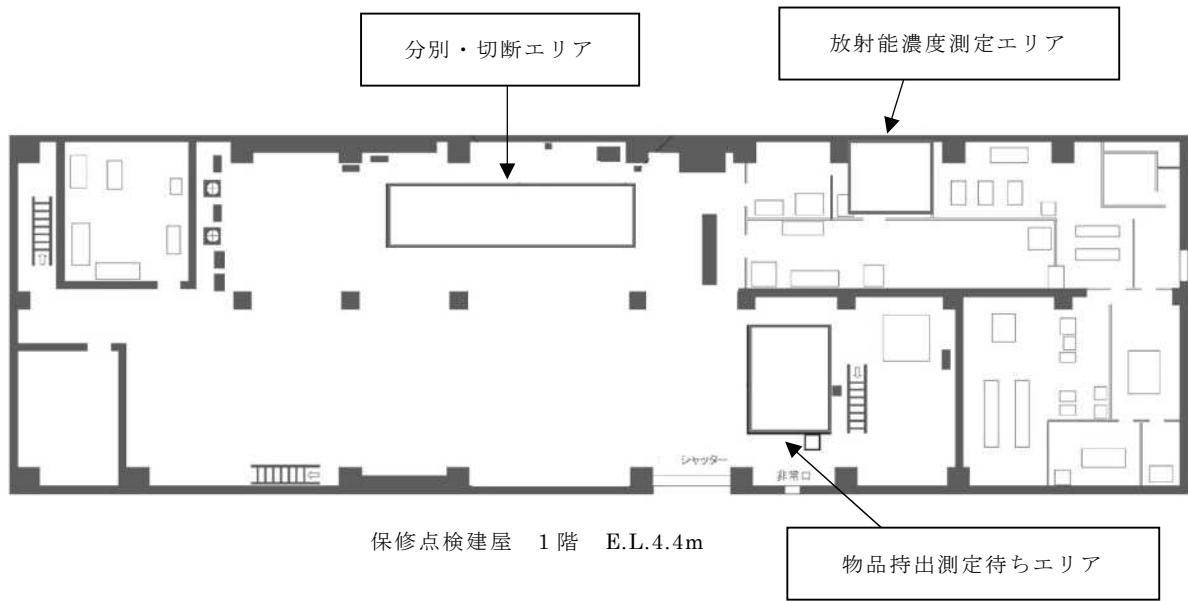 分別・切断エリア
放射能濃度測定エリア
シャッター
非常口
保修点検建屋　1階　E.L.4.4m
物品持出測定待ちエリア